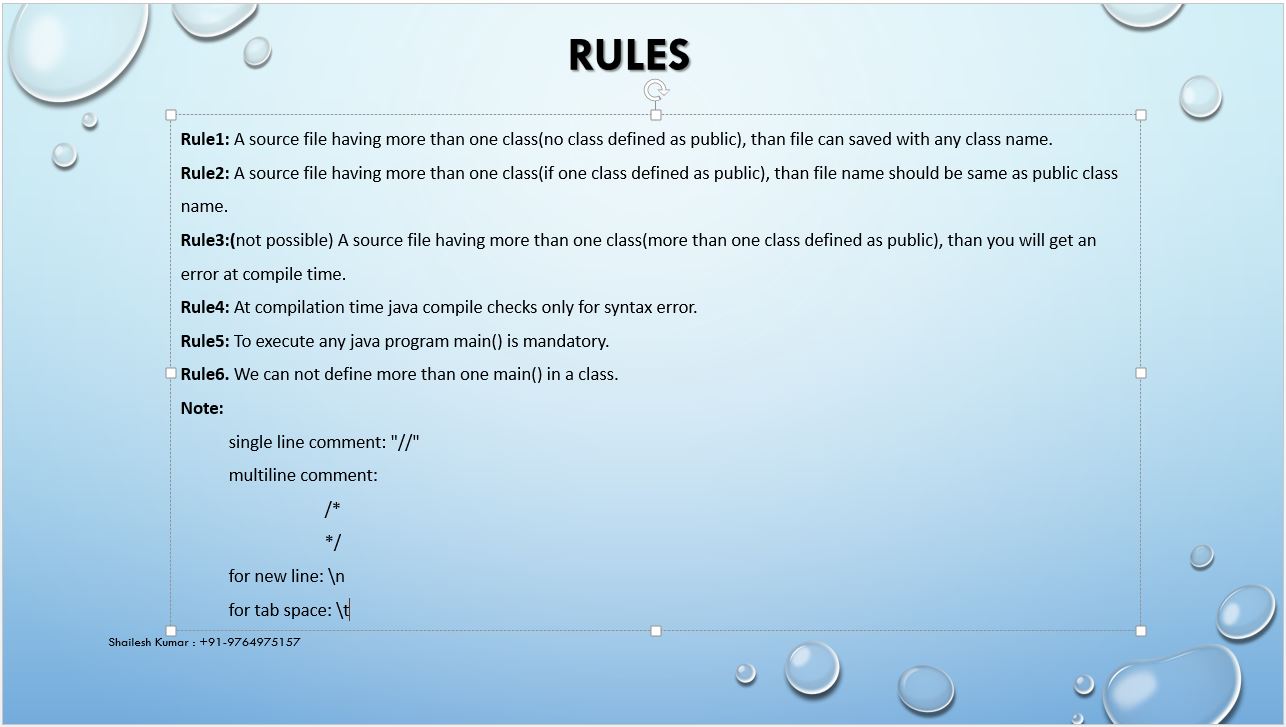 RULES
Rule1: A source file having more than one class(no class defined as public), than file can saved with any class name.
Rule2: A source file having more than one class(if one class defined as public), than file name should be same as public class
name.
Rule3:(not possible) A source file having more than one class(more than one class defined as public), than you will get an
error at compile time.
Rule4: At compilation time java compile checks only for syntax error.
Rule5: To execute any java program main() is mandatory.
Rule6. We can not define more than one main() in a class.
Note:
single line comment: "//"
multiline comment:
/*
*/
for new line: \n
for tab space: \t
Shailesh Kumar : +91-9764975157